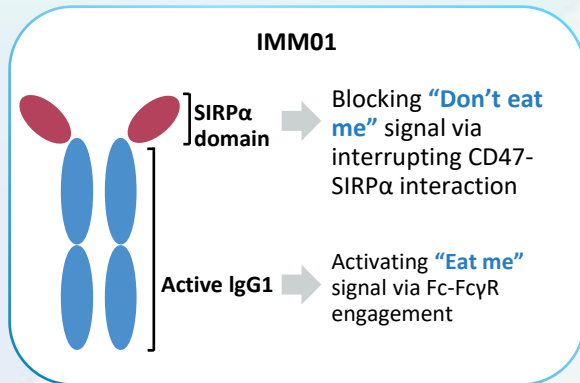 IMM01
SIRPα
domain
Blocking “Don’t eat
me” signal via
interrupting CD47-
SIRPα interaction
Active IgG1
Activating “Eat me”
signal via Fc-FcγR
engagement